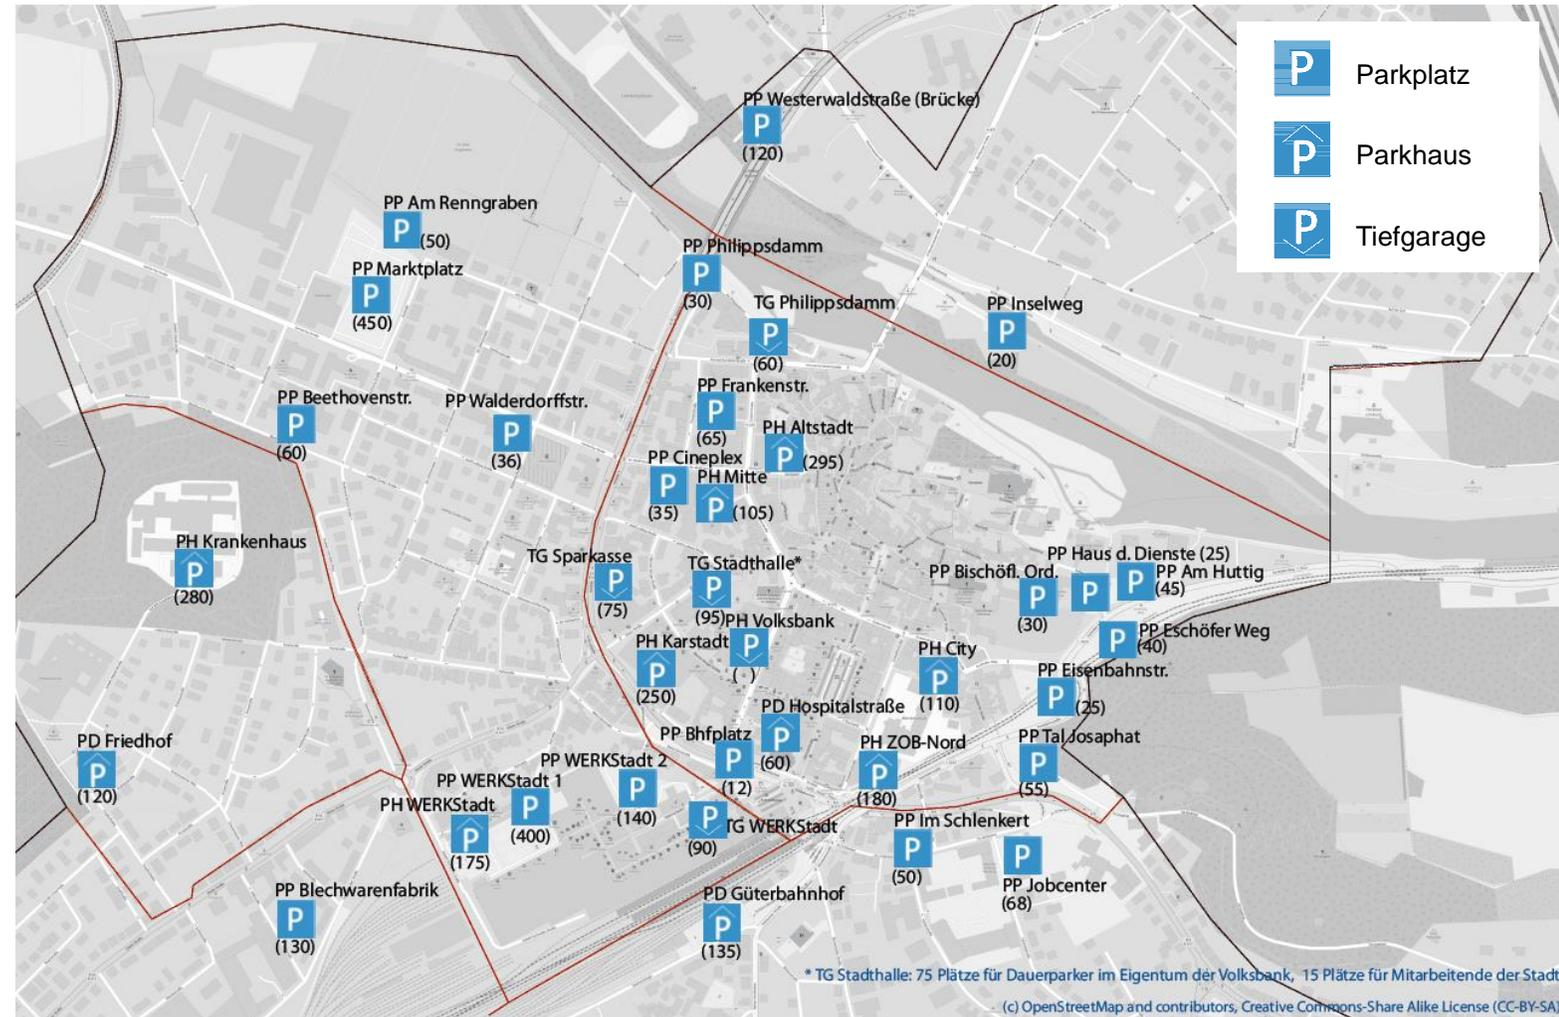 Parkplatz
Parkhaus
Tiefgarage
PP Westerwaldstraße (Brücke)
(120)
PP Am Renngraben
(50)
PP Marktplatz
(450)
PP Philippsdamm
(30)
TG Philippsdamm
(60)
PP Inselweg
(20)
PP Beethovenstr.
(60)
PP Walderdorffstr.
(36)
PP Frankenstr.
(65)
PH Altstadt
(295)
PP Cineplex
(35)
PH Mitte
(105)
PH Krankenhaus
(280)
TG Sparkasse
(75)
TG Stadthalle*
(95)
PH Volksbank
( )
PH Karstadt
(250)
PP Bischöfl. Ord.
(30)
PP Haus d. Dienste (25)
PP Am Huttig
(45)
PP Eschöfer Weg
(40)
PH City
(110)
PP Eisenbahnstr.
(25)
PD Hospitalstraße
(60)
PP Bhfplatz
(12)
PH ZOB-Nord
(180)
PP Tal Josaphat
(55)
PD Friedhof
(120)
PP WERKStadt 2
(140)
PP WERKStadt 1
(400)
PH WERKStadt
(175)
TG WERKStadt
(90)
PP Im Schlenkert
(50)
PP Jobcenter
(68)
PP Blechwarenfabrik
(130)
PD Güterbahnhof
(135)
* TG Stadthalle: 75 Plätze für Dauerparker im Eigentum der Volksbank, 15 Plätze für Mitarbeitende der Stadt
(c) OpenStreetMap and contributors, Creative Commons-Share Alike License (CC-BY-SA)